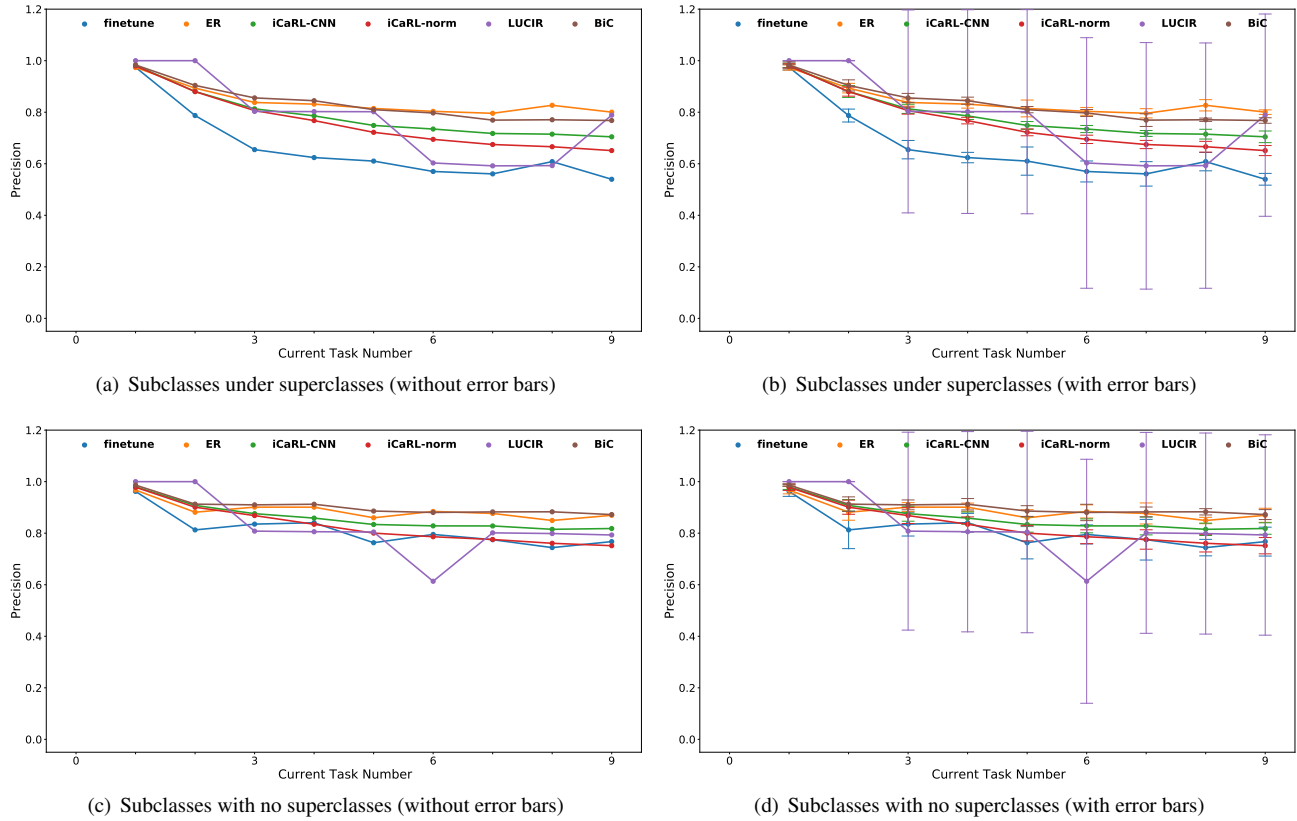 finetune ER iCaRL-CNN iCaRL-norm LUCIR BiC
1.2
1.0
0.8
0.6
0.4
0.2
0.0
Precision
0 3 6 9
Current Task Number
(a) Subclasses under superclasses (without error bars)
finetune ER iCaRL-CNN iCaRL-norm LUCIR BiC
1.2
1.0
0.8
0.6
0.4
0.2
0.0
Precision
0 3 6 9
Current Task Number
(b) Subclasses under superclasses (with error bars)
finetune ER iCaRL-CNN iCaRL-norm LUCIR BiC
1.2
1.0
0.8
0.6
0.4
0.2
0.0
Precision
0 3 6 9
Current Task Number
(c) Subclasses with no superclasses (without error bars)
finetune ER iCaRL-CNN iCaRL-norm LUCIR BiC
1.2
1.0
0.8
0.6
0.4
0.2
0.0
Precision
0 3 6 9
Current Task Number
(d) Subclasses with no superclasses (with error bars)